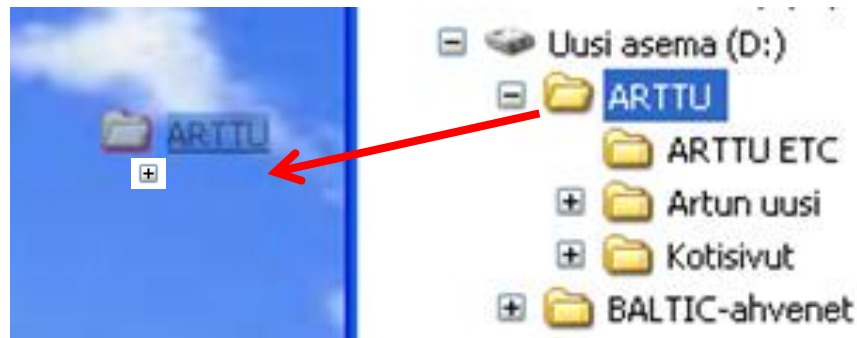 ARTTU
Uusi asema (D:)
ARTTU
ARTTU ETC
Artun uusi
Kotisivut
BALTIC-ahvenet